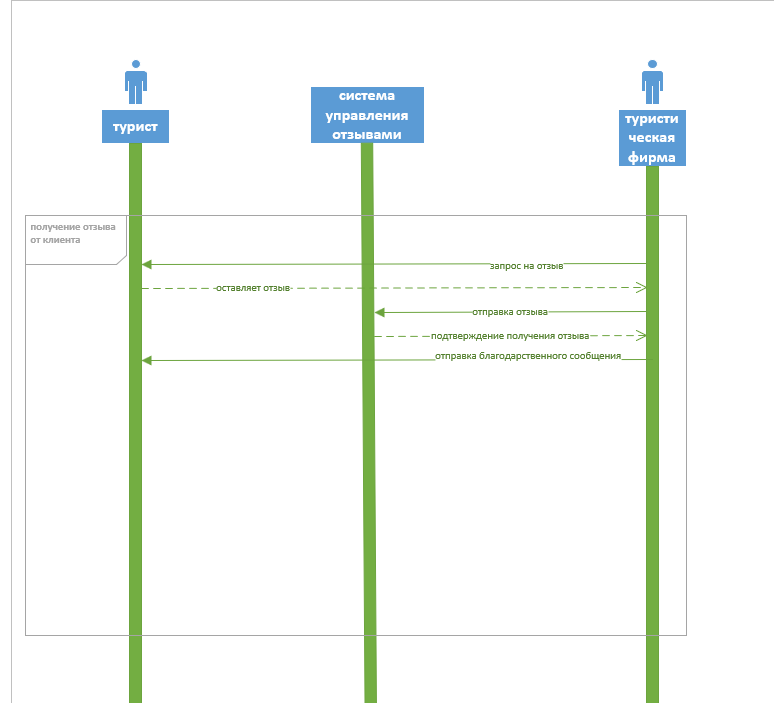 турист
система
управления
отзывами
туристи
ческая
фирма
получение отзыва
от клиента
запрос на отзыв
оставляет отзыв
отправка отзыва
подтверждение получения отзыва
отправка благодарственного сообщения